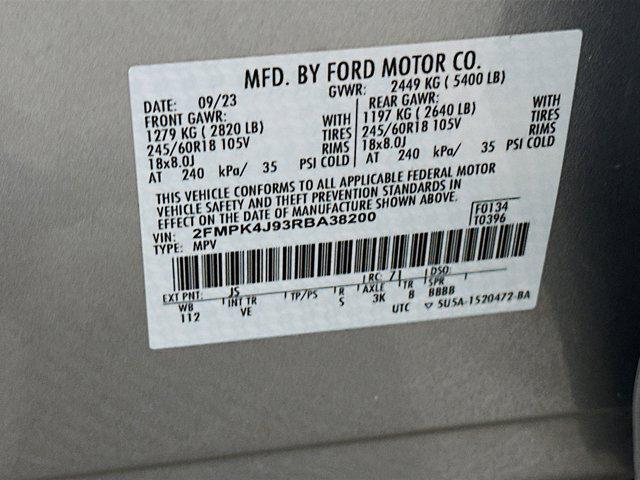 MFD. BY FORD MOTOR CO.
DATE: 09/23 GVWR: 2449 KG ( 5400 LB)
FRONT GAWR: REAR GAWR:
1279 KG ( 2820 LB) WITH 1197 KG ( 2640 LB) WITH
245/60R18 105V TIRES 245/60R18 105V TIRES
18x8.0J RIMS 18x8.0J RIMS
AT 240 kPa/ 35 PSI COLD AT 240 kPa/ 35 PSI COLD
THIS VEHICLE CONFORMS TO ALL APPLICABLE FEDERAL MOTOR
VEHICLE SAFETY AND THEFT PREVENTION STANDARDS IN
EFFECT ON THE DATE OF MANUFACTURE SHOWN ABOVE.
VIN: 2FMPK4J93RBA38200 F0134
TYPE: MPV T0396
EXT PNT: JS RC: 71 DSO:
WB INT TR TP/PS R AXLE TR SPR
112 VE S 3K 8 BBBB
UTC ▽ SU5A-1520472-BA